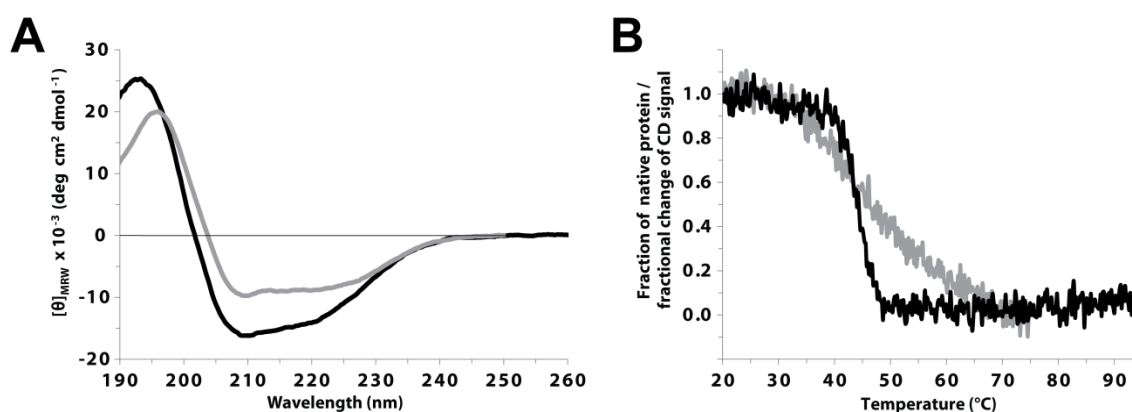 A
B
30
20
10
0
-10
-20
190 200 210 220 230 240 250 260
Wavelength (nm)
[θ]MRW x 10⁻³ (deg cm² dmol⁻¹)
1.0
0.8
0.6
0.4
0.2
0.0
20 30 40 50 60 70 80 90
Temperature (°C)
Fraction of native protein /
fractional change of CD signal